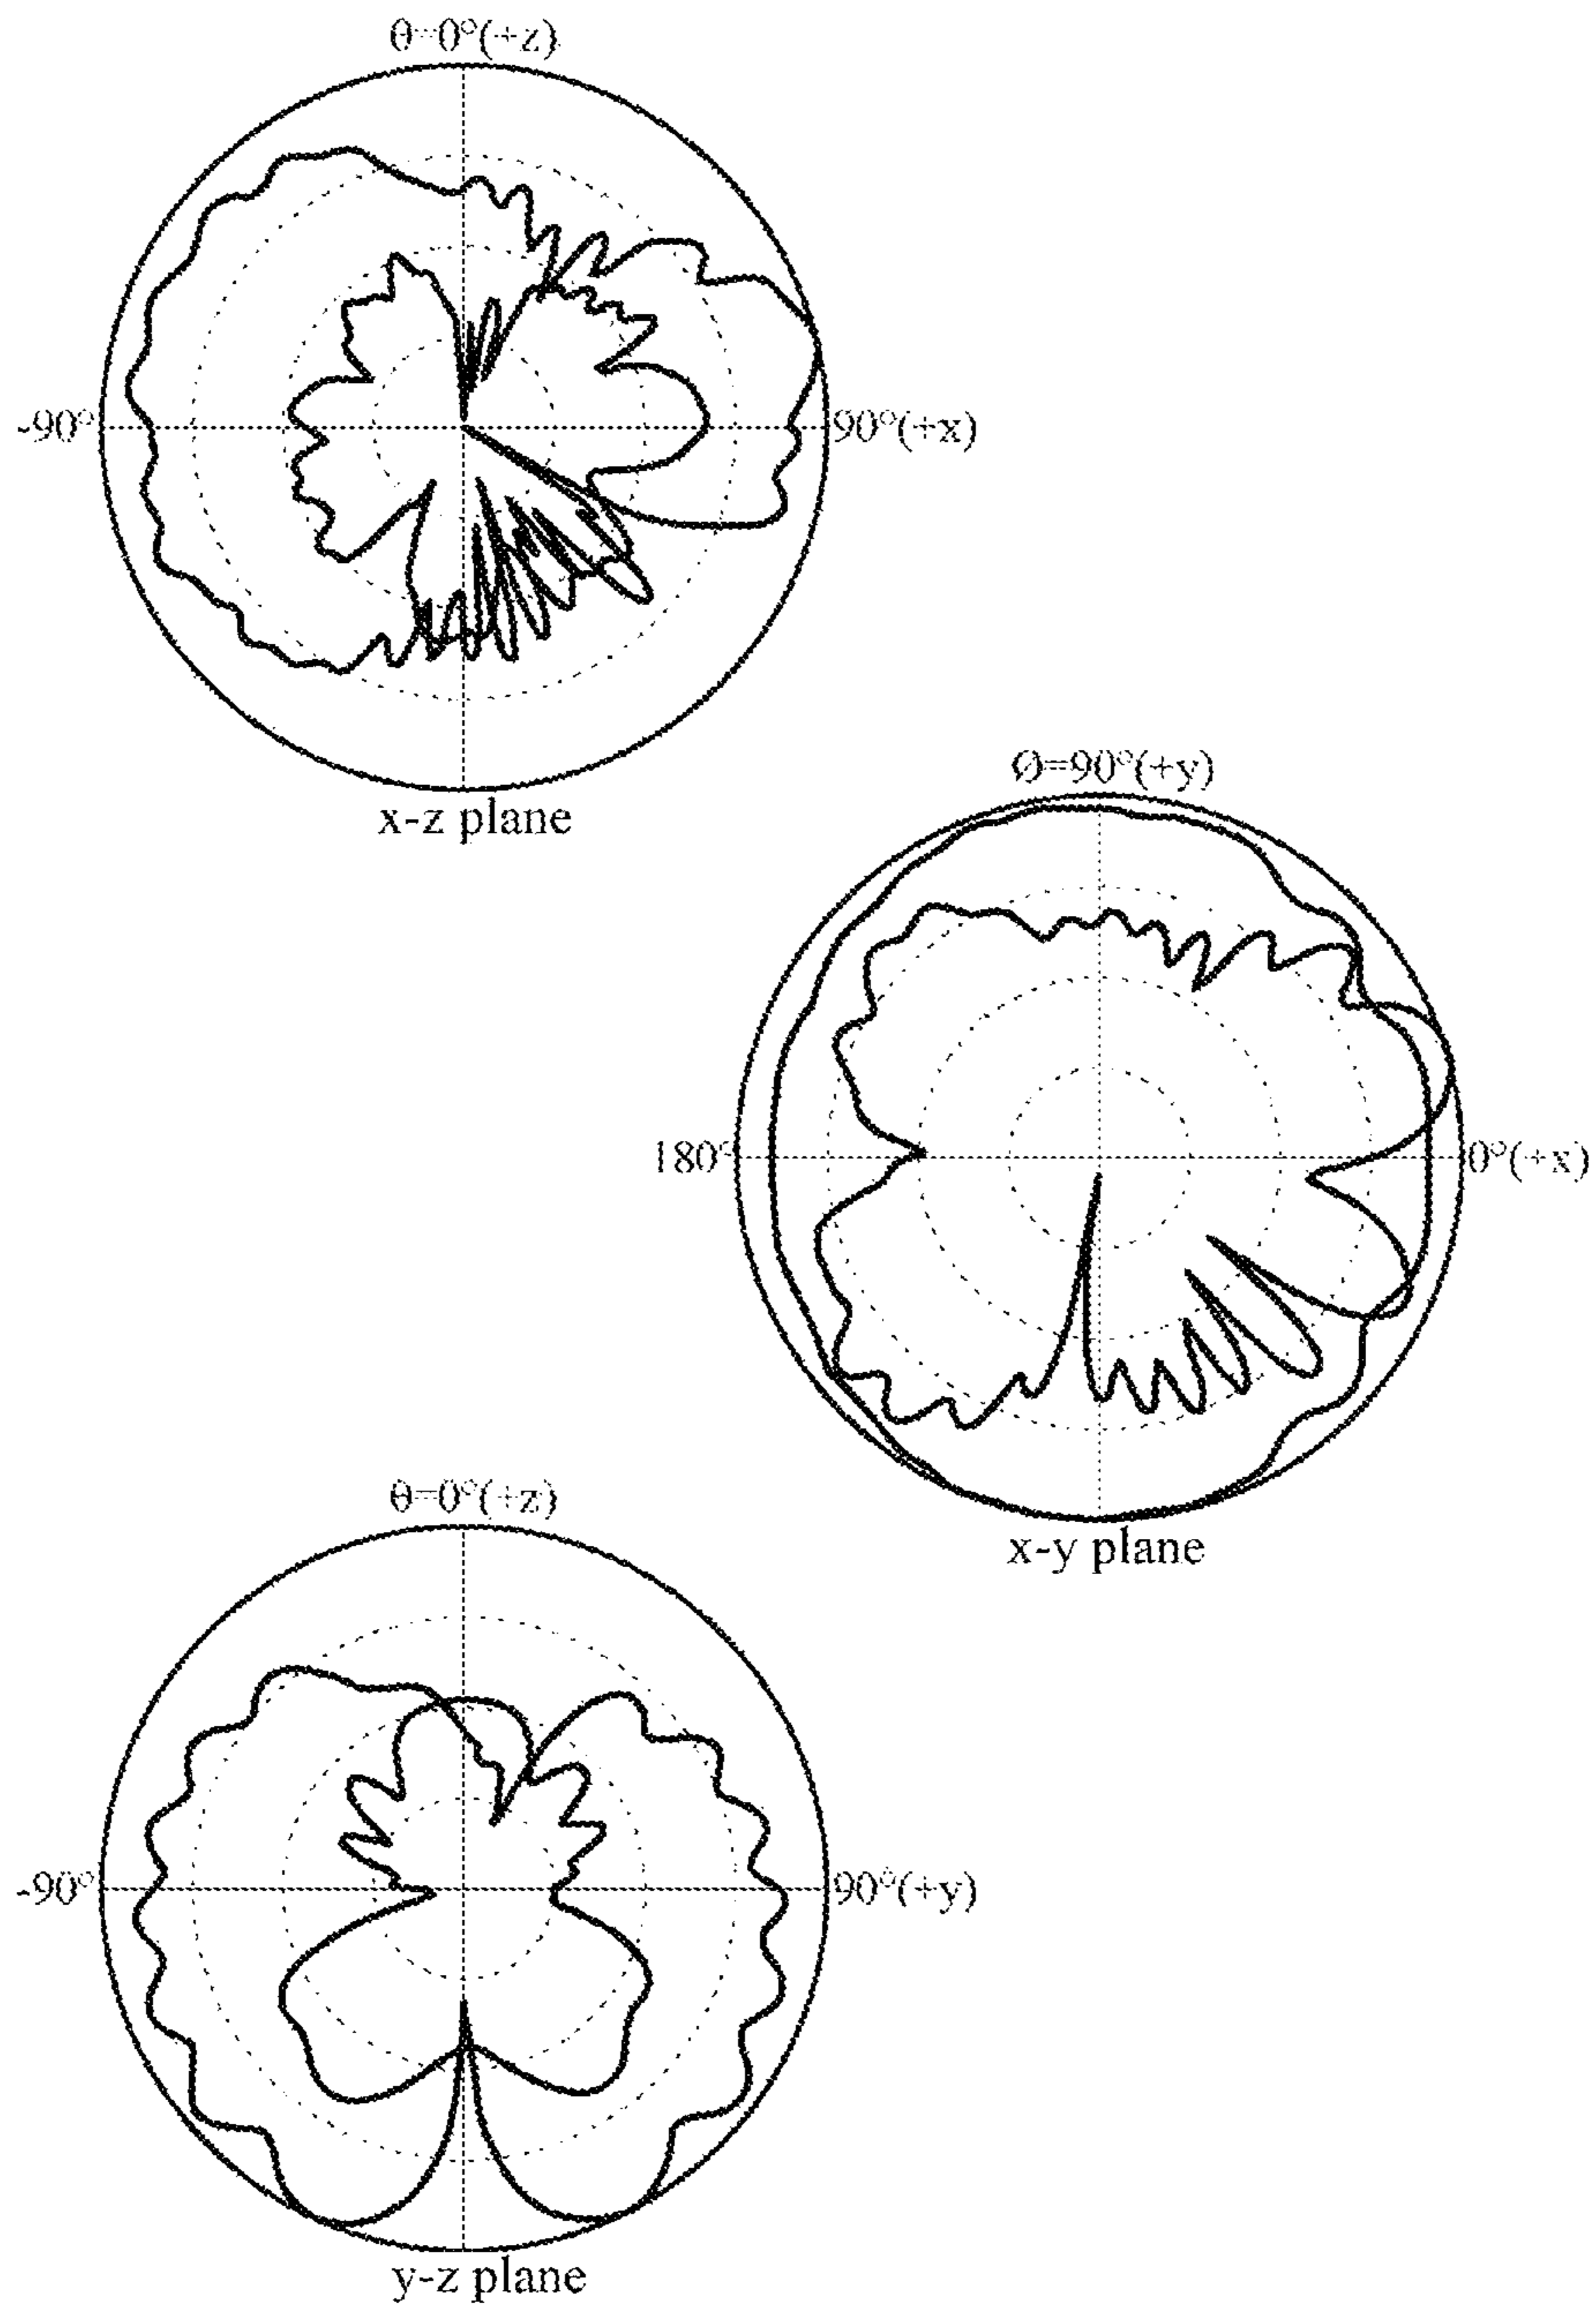 θ=0°(+z)
-90°
90°(+x)
x-z plane
Ø=90°(+y)
180°
0°(+x)
x-y plane
θ=0°(+z)
-90°
90°(+y)
y-z plane